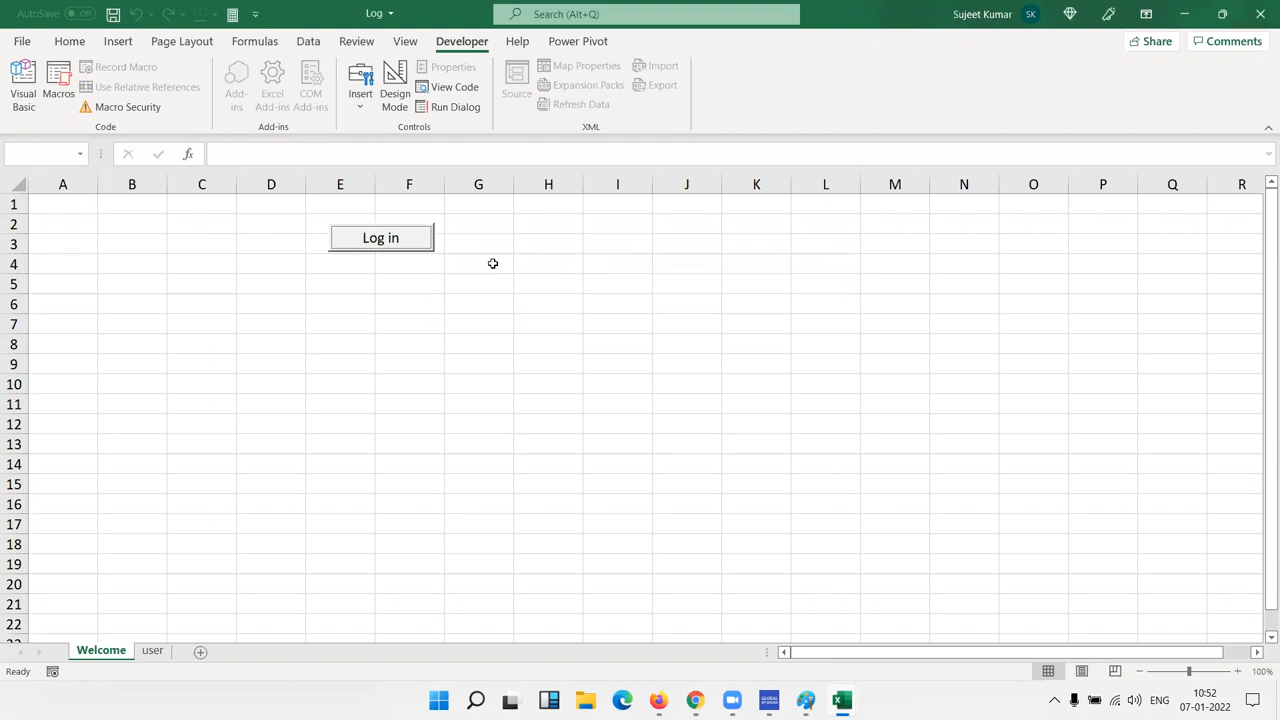 AutoSave Off Log Search (Alt+Q) Sujeet Kumar SK
File Home Insert Page Layout Formulas Data Review View Developer Help Power Pivot Share Comments
Visual Basic
Macros
Record Macro
Use Relative References
Macro Security
Code
Add-ins
Excel Add-ins
COM Add-ins
Add-ins
Insert
Design Mode
Properties
View Code
Run Dialog
Controls
Source
Map Properties
Expansion Packs
Refresh Data
Import
Export
XML
fx
A B C D E F G H I J K L M N O P Q R
1
2
Log in
3
4
5
6
7
8
9
10
11
12
13
14
15
16
17
18
19
20
21
22
Welcome user
Ready 100%
GLOBAL
ENG 10:52
07-01-2022